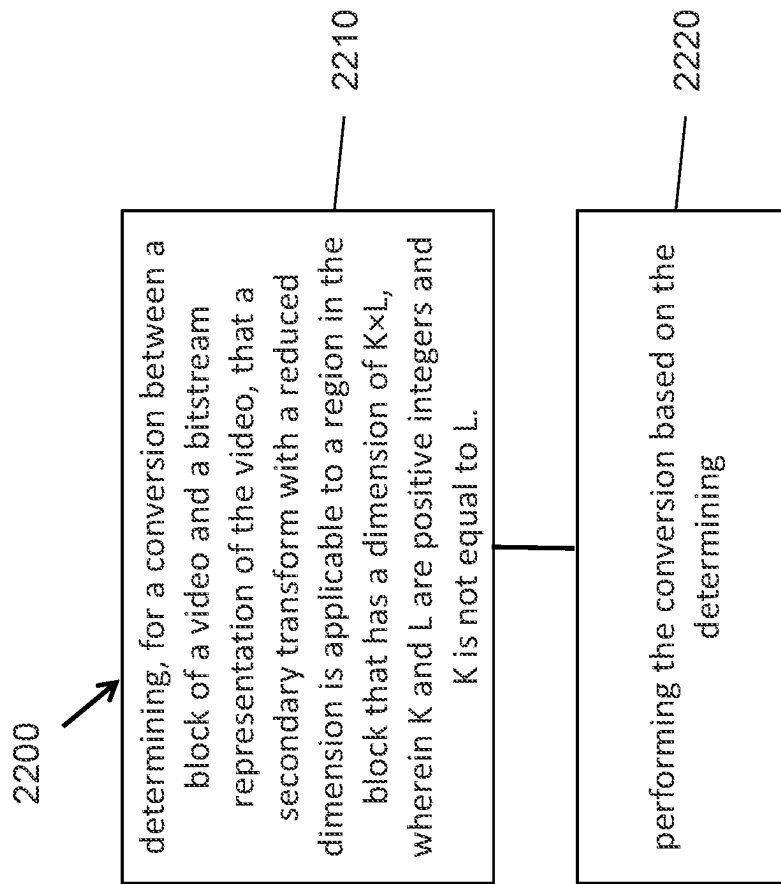 2200
determining, for a conversion between a
block of a video and a bitstream
representation of the video, that a
secondary transform with a reduced
dimension is applicable to a region in the
block that has a dimension of K×L,
wherein K and L are positive integers and
K is not equal to L.
2210
performing the conversion based on the
determining
2220